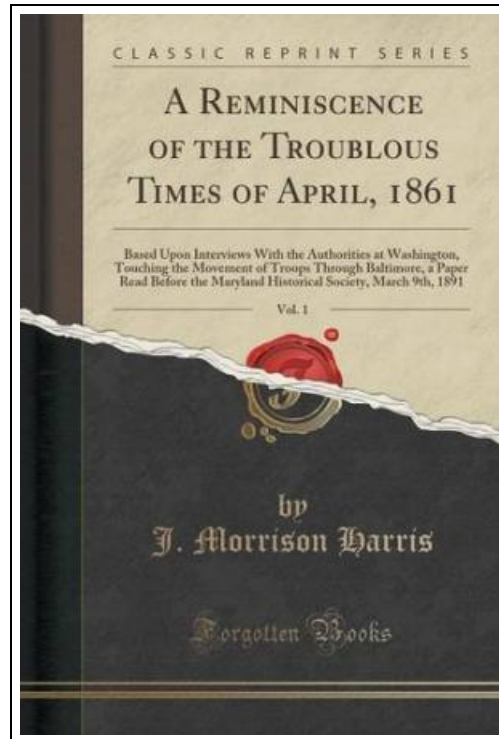 CLASSIC REPRINT SERIES
A REMINISCENCE
OF THE TROUBLOUS
TIMES OF APRIL, 1861
Based Upon Interviews With the Authorities at Washington,
Touching the Movement of Troops Through Baltimore, a Paper
Read Before the Maryland Historical Society, March 9th, 1891
Vol. 1
by
J. Morrison Harris
Forgotten Books